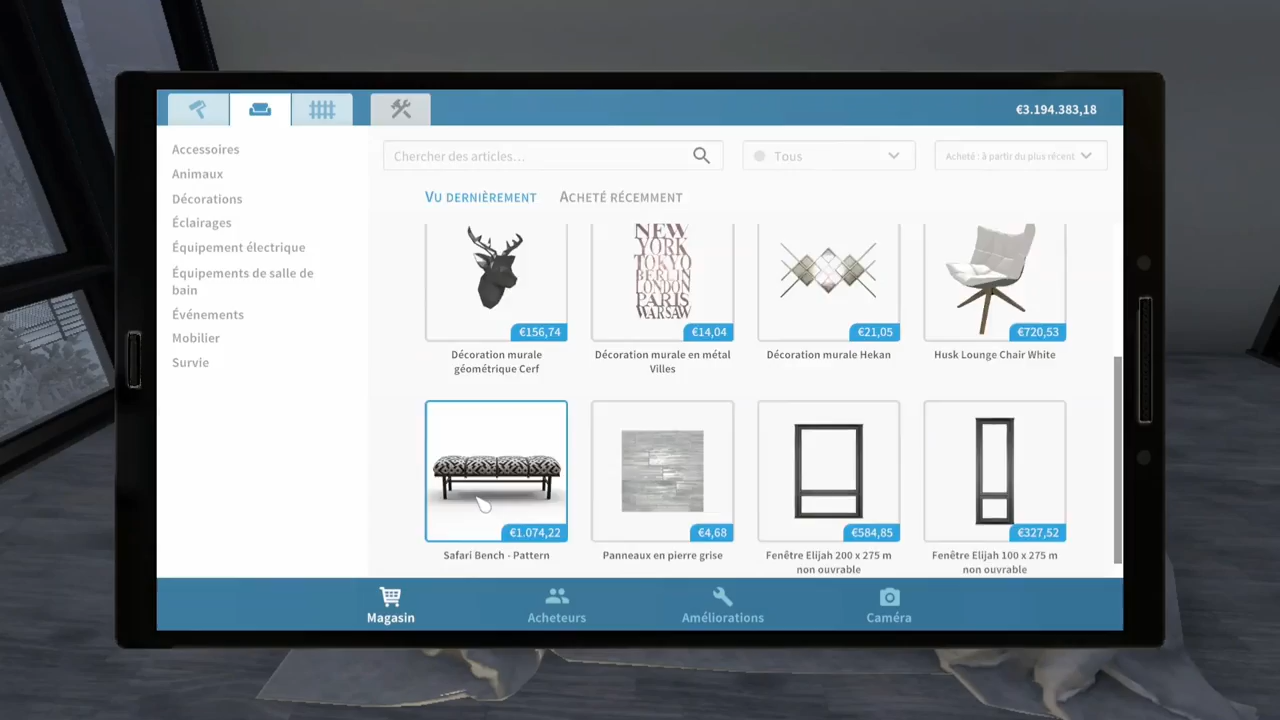 €3.194.383,18
Accessoires
Animaux
Décorations
Éclairages
Équipement électrique
Équipements de salle de
bain
Événements
Mobilier
Survie
Chercher des articles...
Tous
Acheté : à partir du plus récent
VU DERNIÈREMENT
ACHETÉ RÉCEMMENT
€156,74
Décoration murale
géométrique Cerf
NEW
YORK
TOKYO
BERLIN
LONDON
PARIS
WARSAW
€14,04
Décoration murale en métal
Villes
€21,05
Décoration murale Hekan
€720,53
Husk Lounge Chair White
€1.074,22
Safari Bench - Pattern
€4,68
Panneaux en pierre grise
€584,85
Fenêtre Elijah 200 x 275 m
non ouvrable
€327,52
Fenêtre Elijah 100 x 275 m
non ouvrable
Magasin
Acheteurs
Améliorations
Caméra